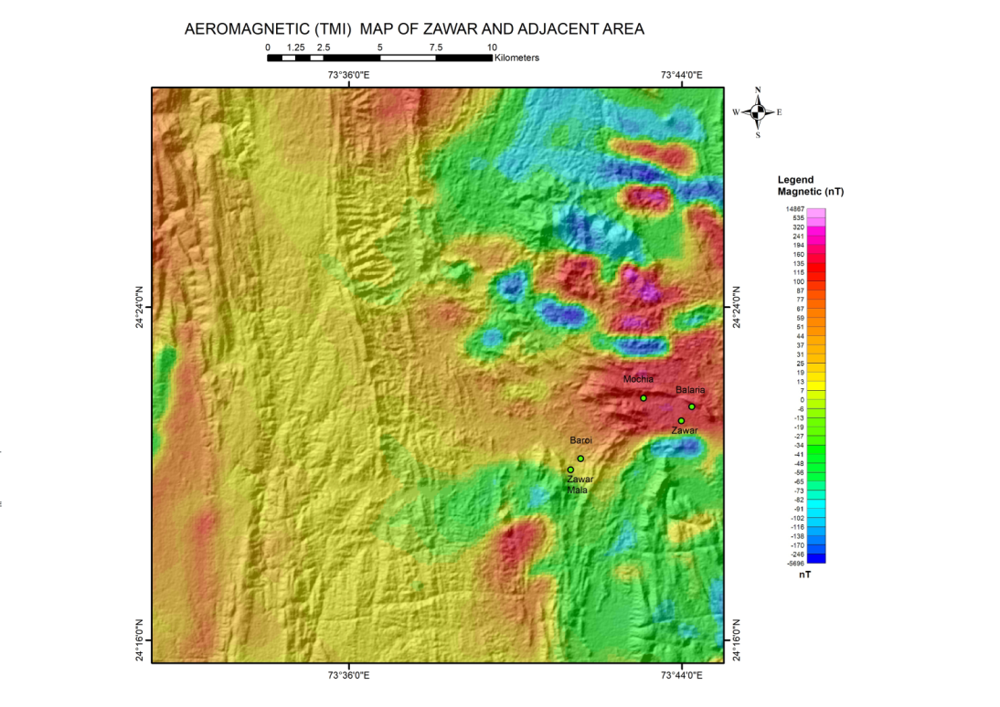 AEROMAGNETIC (TMI)  MAP OF ZAWAR AND ADJACENT AREA
0 1.25 2.5 5 7.5 10
Kilometers
73°36'0"E 73°44'0"E
N
W E
S
24°24'0"N 24°24'0"N
Mochia
Balaria
Zawar
Baroi
Zawar
Mala
24°16'0"N 24°16'0"N
73°36'0"E 73°44'0"E
Legend
Magnetic (nT)
14867
535
320
241
194
160
135
115
100
87
77
67
59
51
44
37
31
25
19
13
7
0
-6
-13
-19
-27
-34
-41
-48
-56
-65
-73
-82
-91
-102
-116
-138
-170
-246
-5696
nT